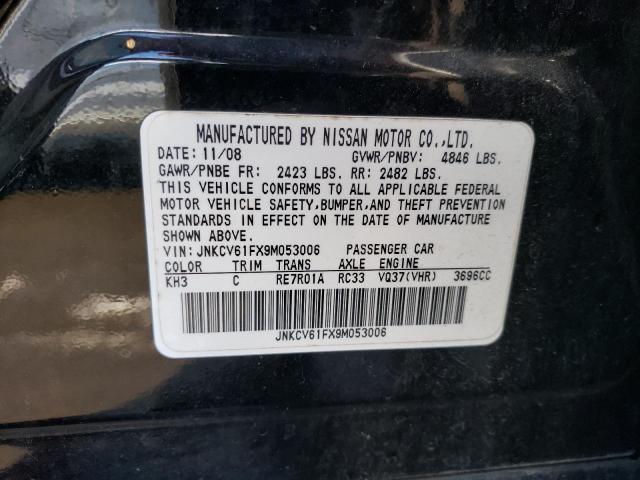 MANUFACTURED BY NISSAN MOTOR CO.,LTD.
DATE: 11/08 GVWR/PNBV: 4846 LBS.
GAWR/PNBE FR: 2423 LBS. RR: 2482 LBS.
THIS VEHICLE CONFORMS TO ALL APPLICABLE FEDERAL
MOTOR VEHICLE SAFETY,BUMPER,AND THEFT PREVENTION
STANDARDS IN EFFECT ON THE DATE OF MANUFACTURE
SHOWN ABOVE.
VIN:JNKCV61FX9M053006 PASSENGER CAR
COLOR TRIM TRANS AXLE ENGINE
KH3 C RE7R01A RC33 VQ37(VHR) 3696CC
JNKCV61FX9M053006